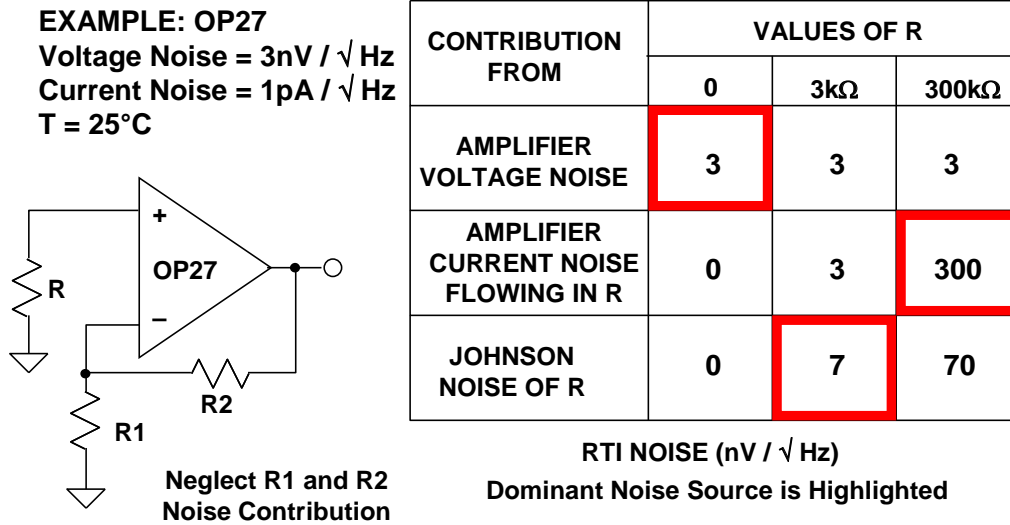 EXAMPLE: OP27
Voltage Noise = 3nV / √ Hz
Current Noise = 1pA / √ Hz
T = 25°C
+
OP27
–
R
R2
R1
Neglect R1 and R2
Noise Contribution
CONTRIBUTION
FROM
VALUES OF R
0 3kΩ 300kΩ
AMPLIFIER
VOLTAGE NOISE
3 3 3
AMPLIFIER
CURRENT NOISE
FLOWING IN R
0 3 300
JOHNSON
NOISE OF R
0 7 70
RTI NOISE (nV / √ Hz)
Dominant Noise Source is Highlighted